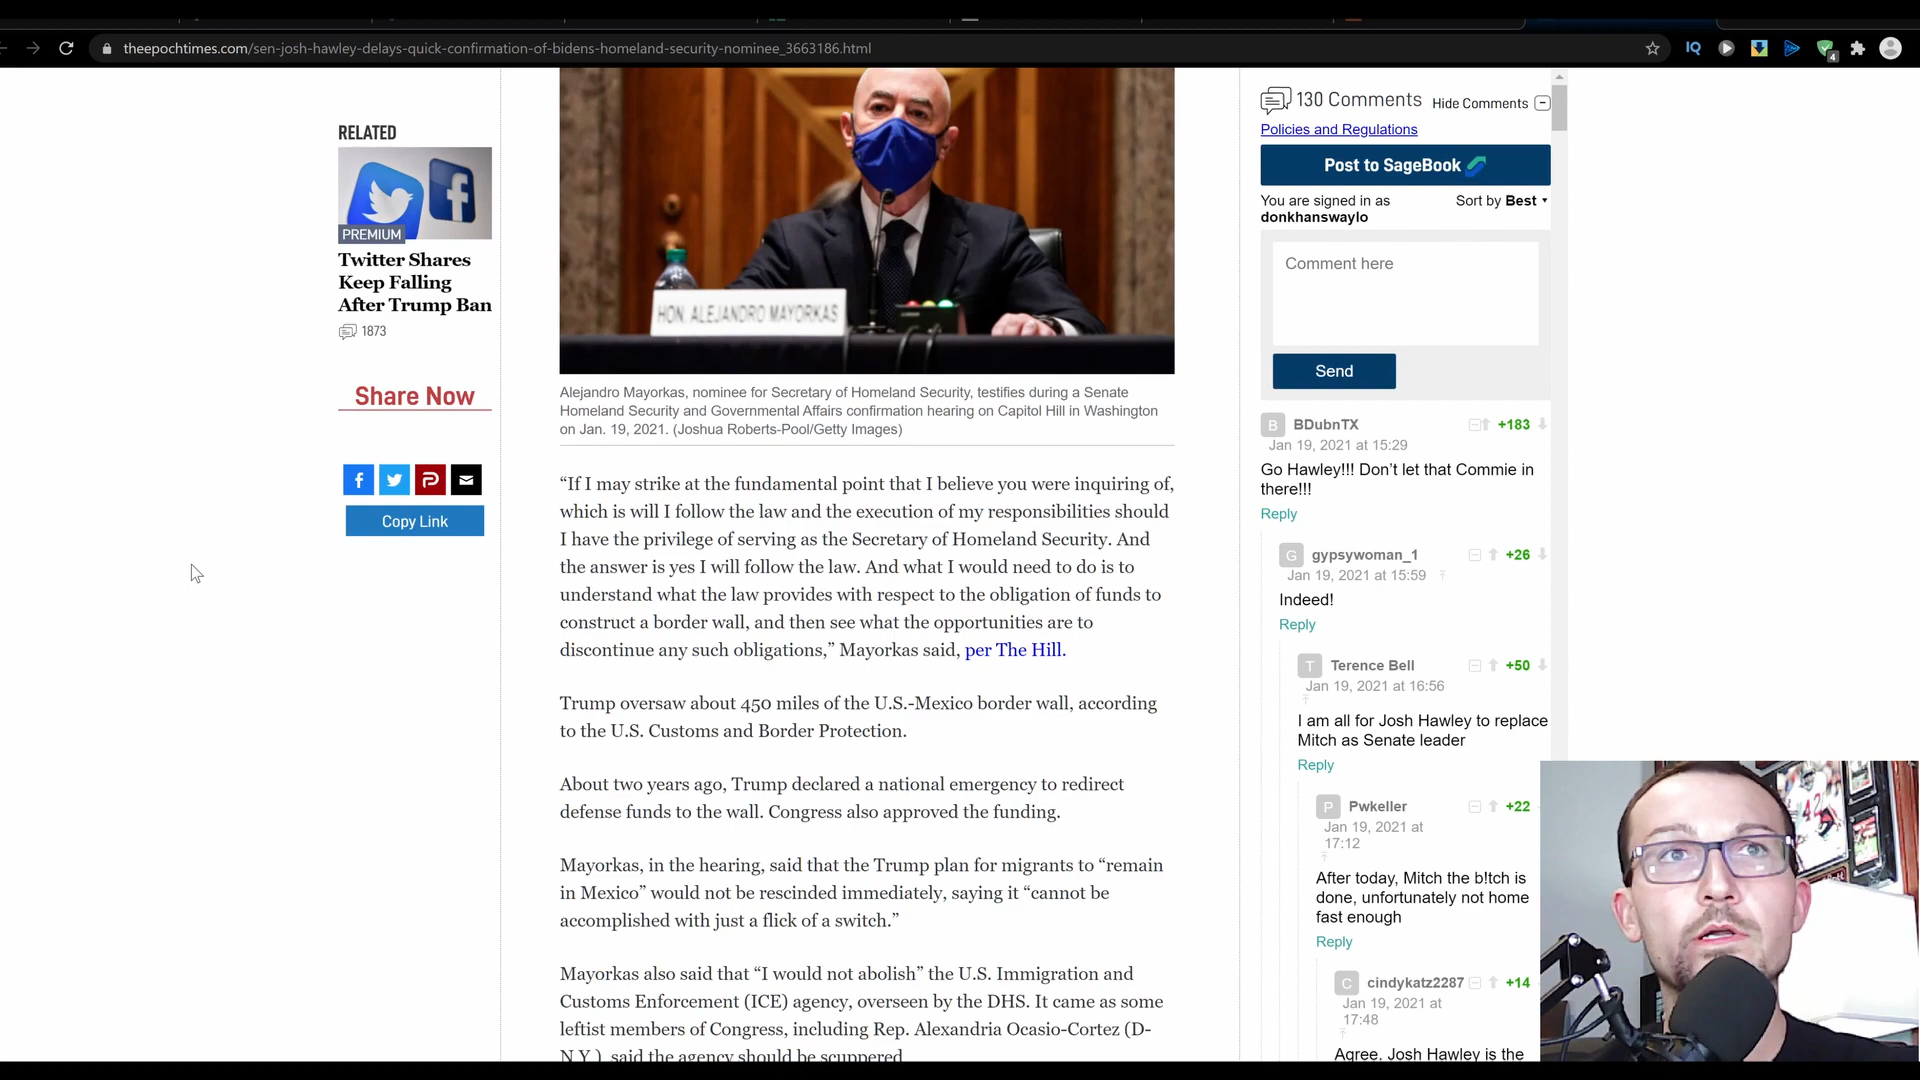 theepochtimes.com/sen-josh-hawley-delays-quick-confirmation-of-bidens-homeland-security-nominee_3663186.html
IQ
4
RELATED
PREMIUM
Twitter Shares
Keep Falling
After Trump Ban
1873
Share Now
Copy Link
HON. ALEJANDRO MAYORKAS
Alejandro Mayorkas, nominee for Secretary of Homeland Security, testifies during a Senate
Homeland Security and Governmental Affairs confirmation hearing on Capitol Hill in Washington
on Jan. 19, 2021. (Joshua Roberts-Pool/Getty Images)
“If I may strike at the fundamental point that I believe you were inquiring of,
which is will I follow the law and the execution of my responsibilities should
I have the privilege of serving as the Secretary of Homeland Security. And
the answer is yes I will follow the law. And what I would need to do is to
understand what the law provides with respect to the obligation of funds to
construct a border wall, and then see what the opportunities are to
discontinue any such obligations,” Mayorkas said, per The Hill.
Trump oversaw about 450 miles of the U.S.-Mexico border wall, according
to the U.S. Customs and Border Protection.
About two years ago, Trump declared a national emergency to redirect
defense funds to the wall. Congress also approved the funding.
Mayorkas, in the hearing, said that the Trump plan for migrants to “remain
in Mexico” would not be rescinded immediately, saying it “cannot be
accomplished with just a flick of a switch.”
Mayorkas also said that “I would not abolish” the U.S. Immigration and
Customs Enforcement (ICE) agency, overseen by the DHS. It came as some
leftist members of Congress, including Rep. Alexandria Ocasio-Cortez (D-
N.Y.), said the agency should be scuppered
130 Comments Hide Comments
Policies and Regulations
Post to SageBook
You are signed in as Sort by Best
donkhanswaylo
Comment here
Send
B BDubnTX +183
Jan 19, 2021 at 15:29
Go Hawley!!! Don’t let that Commie in
there!!!
Reply
G gypsywoman_1 +26
Jan 19, 2021 at 15:59
Indeed!
Reply
T Terence Bell +50
Jan 19, 2021 at 16:56
I am all for Josh Hawley to replace
Mitch as Senate leader
Reply
P Pwkeller +22
Jan 19, 2021 at
17:12
After today, Mitch the b!tch is
done, unfortunately not home
fast enough
Reply
C cindykatz2287 +14
Jan 19, 2021 at
17:48
Agree. Josh Hawley is the